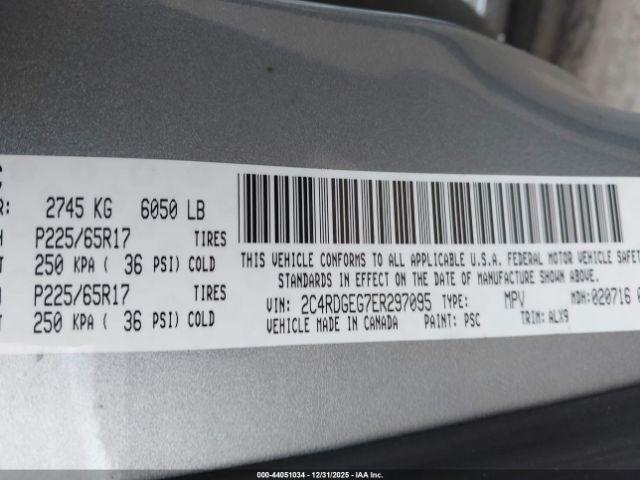 C
R: 2745 KG 6050 LB
P225/65R17 TIRES
T 250 KPA ( 36 PSI) COLD
P225/65R17 TIRES
T 250 KPA ( 36 PSI) COLD
THIS VEHICLE CONFORMS TO ALL APPLICABLE U.S.A. FEDERAL MOTOR VEHICLE SAFET
STANDARDS IN EFFECT ON THE DATE OF MANUFACTURE SHOWN ABOVE.
VIN: 2C4RDGEG7ER297095 TYPE: MPV MDH:020716
VEHICLE MADE IN CANADA PAINT: PSC TRIM: ALX9
000-44051034 - 12/31/2025 - IAA Inc.